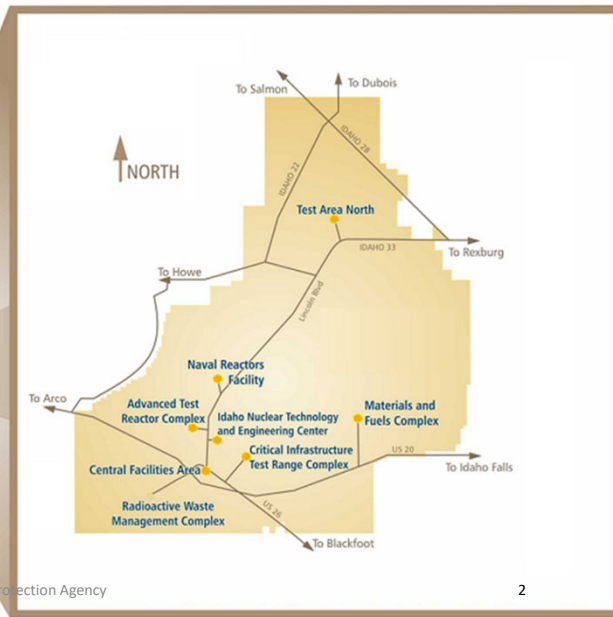 To Salmon
To Dubois
IDAHO 28
IDAHO 22
NORTH
Test Area North
IDAHO 33
To Rexburg
To Howe
Lincoln Blvd
Naval Reactors
Facility
To Arco
Advanced Test
Reactor Complex
Idaho Nuclear Technology
and Engineering Center
Materials and
Fuels Complex
Critical Infrastructure
Test Range Complex
US 20
To Idaho Falls
Central Facilities Area
Radioactive Waste
Management Complex
US 26
To Blackfoot
Agency
2